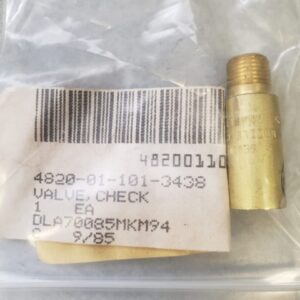 48200110
4820-01-101-3438
VALVE, CHECK
1 EA
DLA70085MKM94
9/85